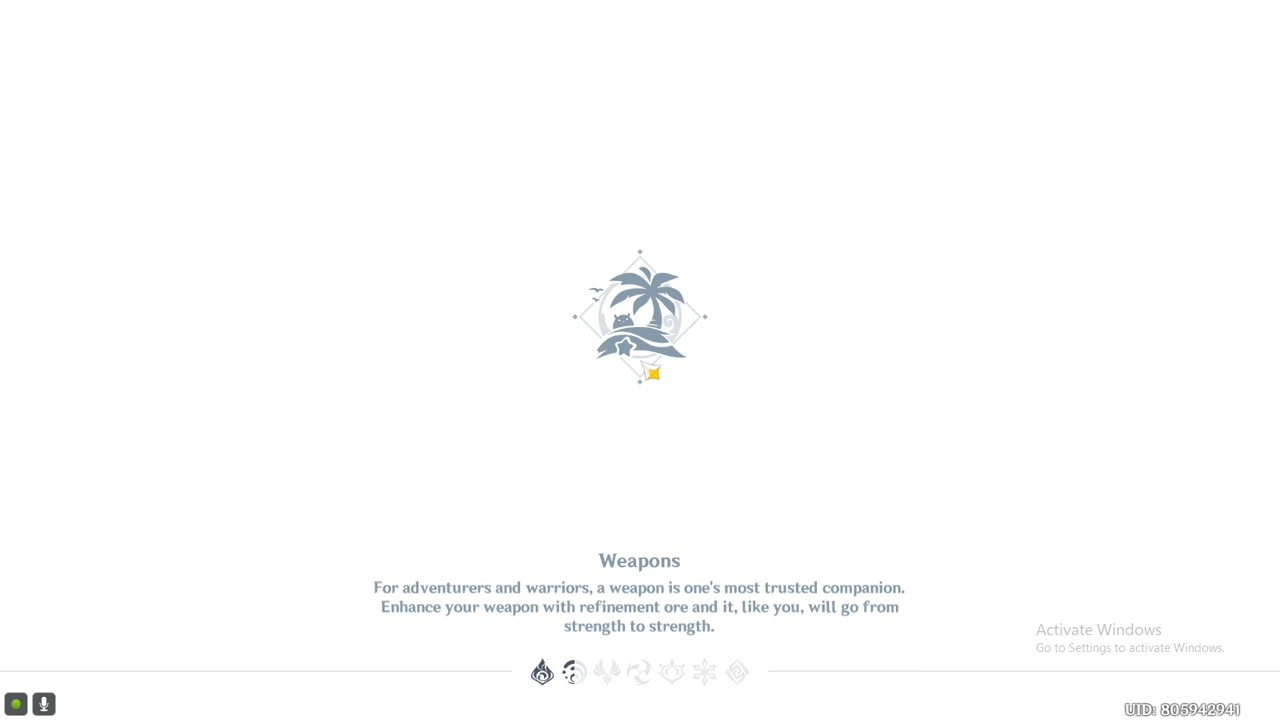 Weapons
For adventurers and warriors, a weapon is one's most trusted companion.
Enhance your weapon with refinement ore and it, like you, will go from
strength to strength.
Activate Windows
Go to Settings to activate Windows.
UID: 805942941